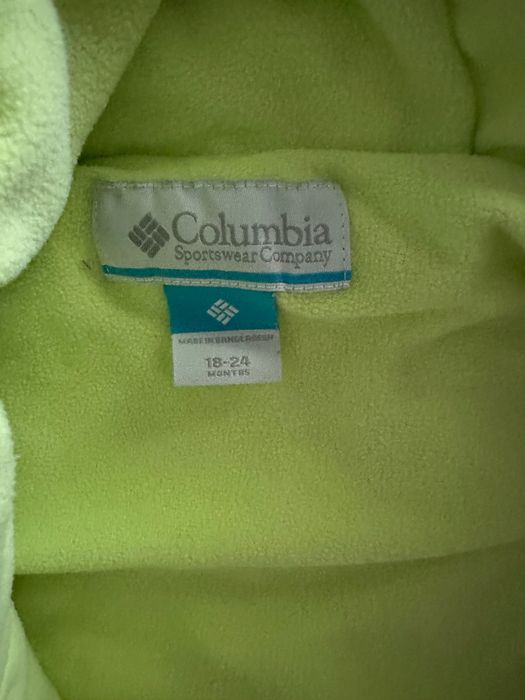 Columbia
Sportswear Company
MADE IN BANGLADESH
18-24
MONTHS